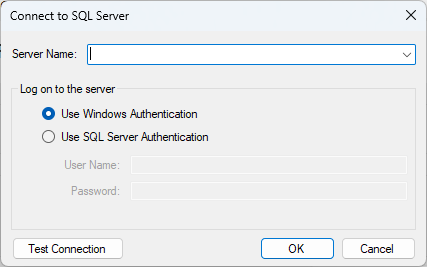 Connect to SQL Server
Server Name:
Log on to the server
Use Windows Authentication
Use SQL Server Authentication
User Name:
Password:
Test Connection OK Cancel